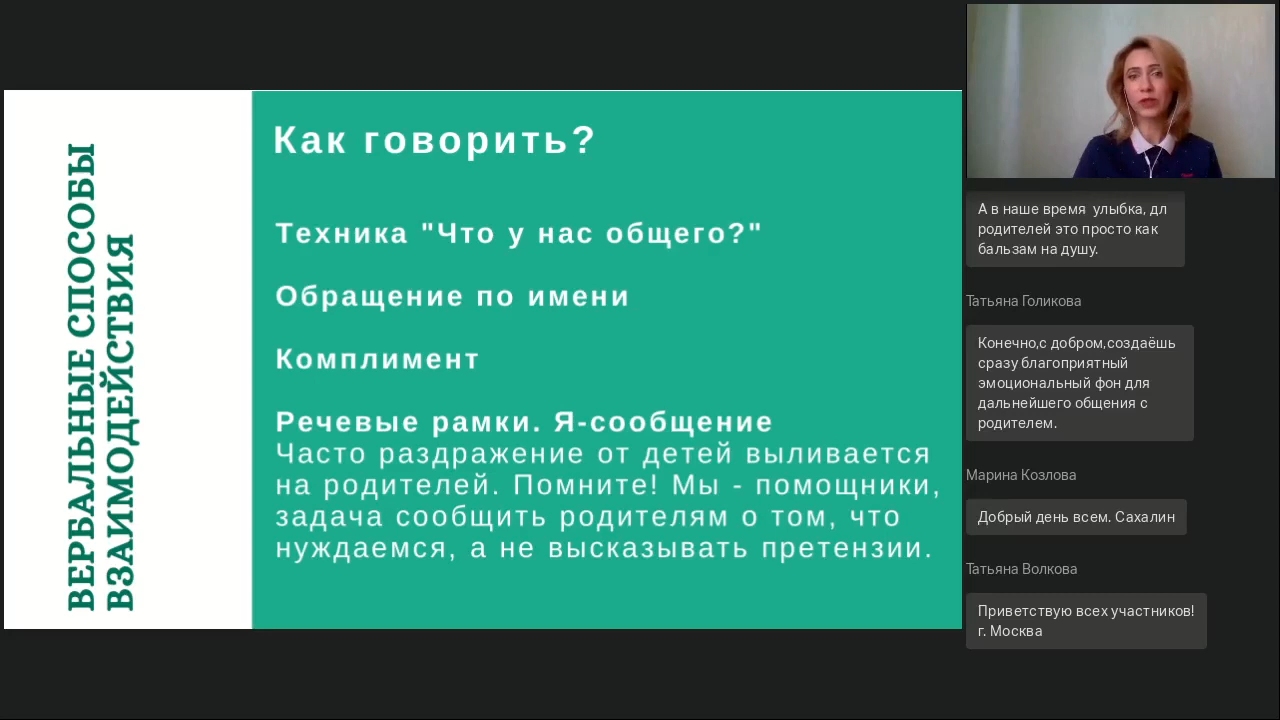 ВЕРБАЛЬНЫЕ СПОСОБЫ
ВЗАИМОДЕЙСТВИЯ
Как говорить?
Техника "Что у нас общего?"
Обращение по имени
Комплимент
Речевые рамки. Я-сообщение
Часто раздражение от детей выливается
на родителей. Помните! Мы - помощники,
задача сообщить родителям о том, что
нуждаемся, а не высказывать претензии.
А в наше время  улыбка, дл
родителей это просто как
бальзам на душу.
Татьяна Голикова
Конечно,с добром,создаёшь
сразу благоприятный
эмоциональный фон для
дальнейшего общения с
родителем.
Марина Козлова
Добрый день всем. Сахалин
Татьяна Волкова
Приветствую всех участников!
г. Москва